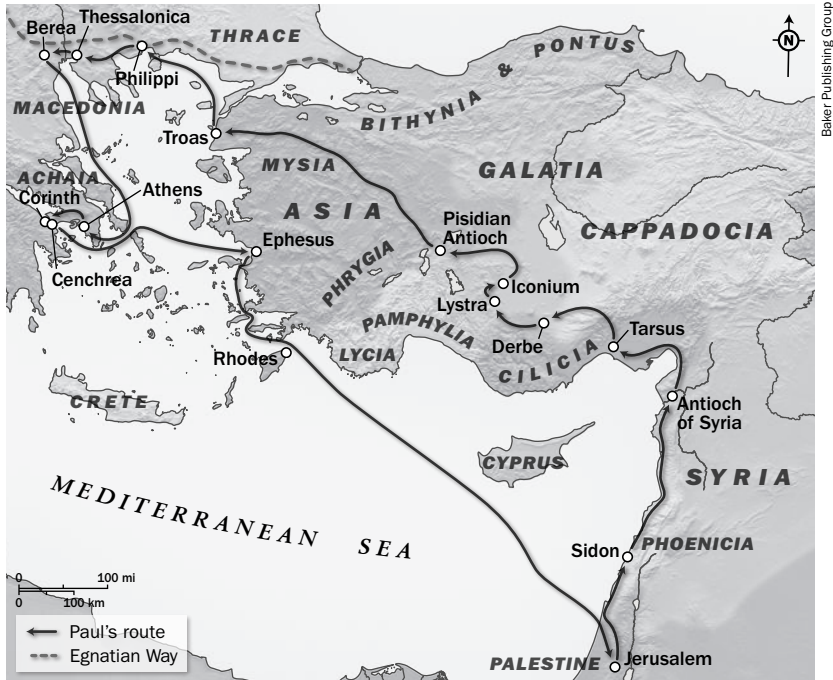 Thessalonica
Berea
THRACE
BITHYNIA & PONTUS
Philippi
MACEDONIA
Troas
MYSIA
GALATIA
ACHAIA
Corinth
Athens
ASIA
Pisidian
Antioch
CAPPADOCIA
Ephesus
Cenchrea
PHRYGIA
Iconium
Lystra
PAMPHYLIA
Derbe
Tarsus
Rhodes
LYCIA
CILICIA
CRETE
Antioch
of Syria
CYPRUS
SYRIA
MEDITERRANEAN SEA
Sidon
PHOENICIA
0 100 mi
0 100 km
Paul's route
Egnatian Way
PALESTINE
Jerusalem
N
Baker Publishing Group